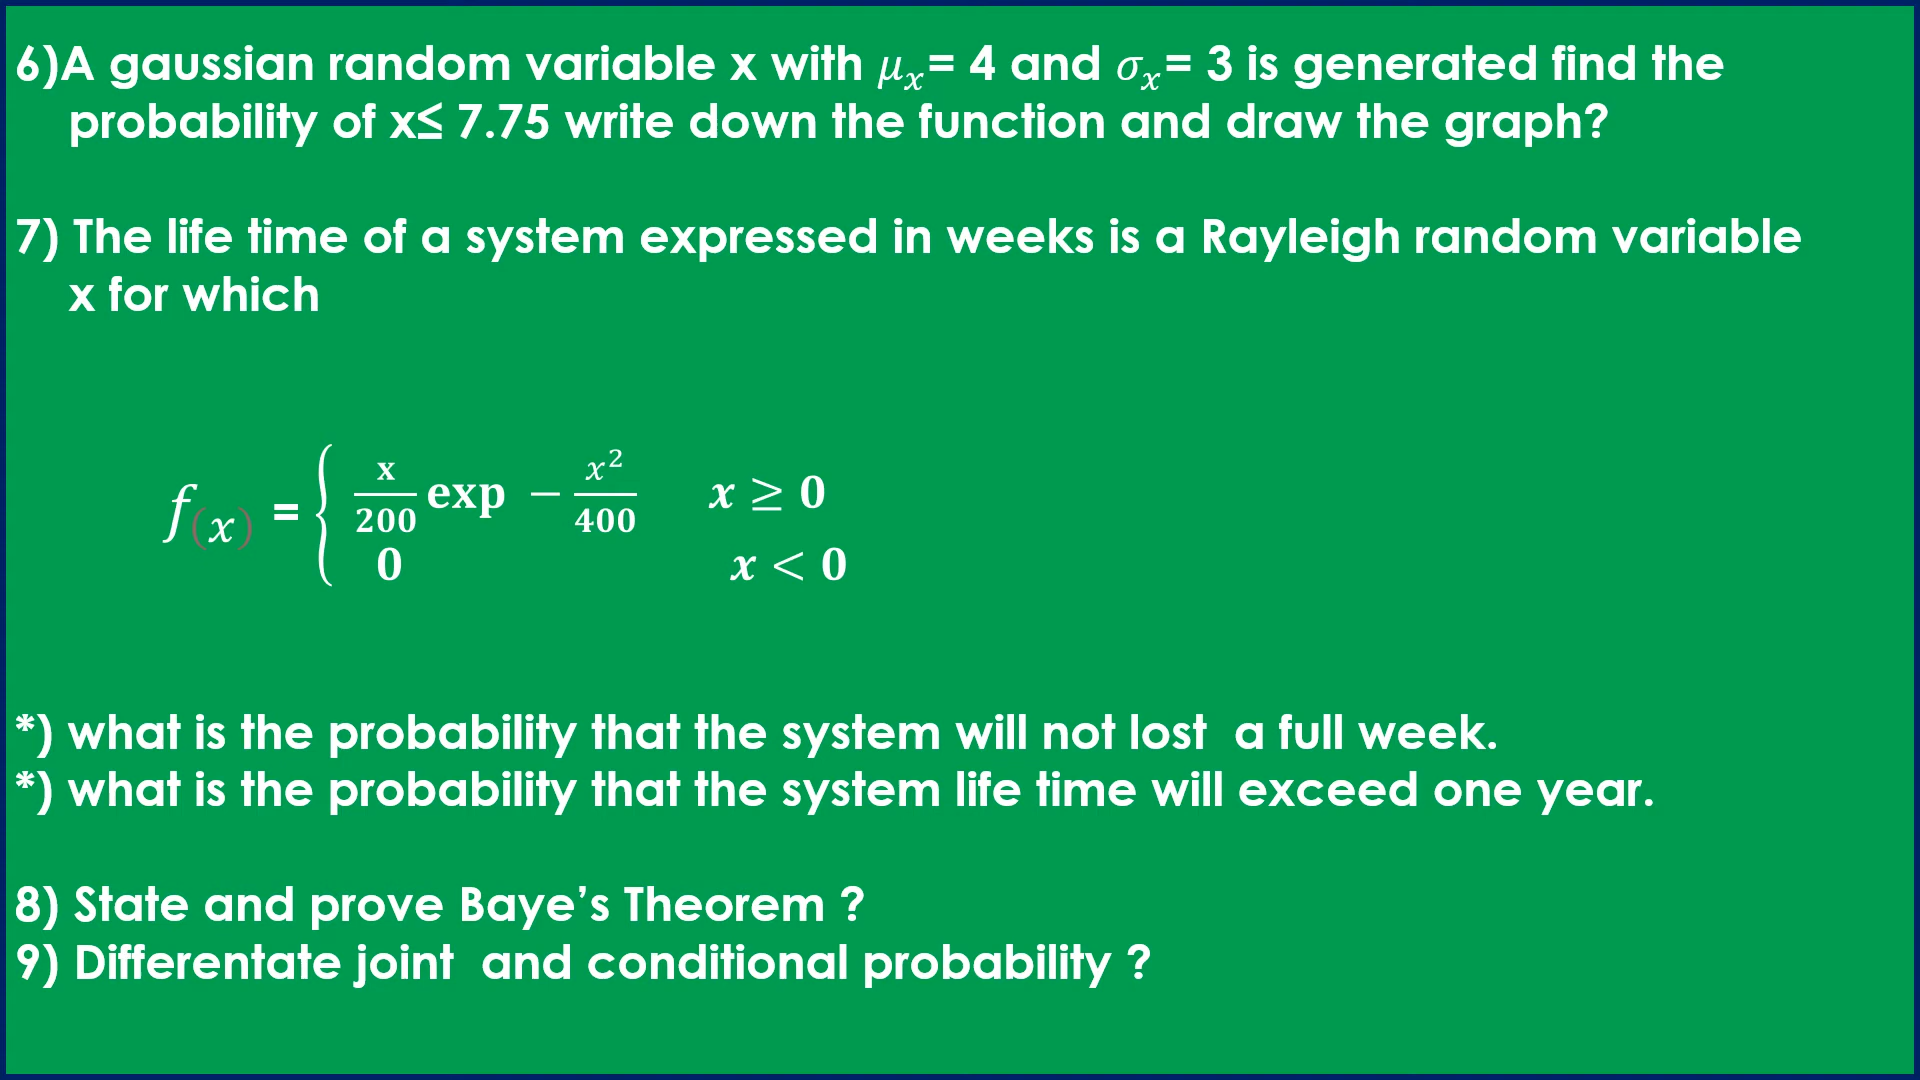 6)A gaussian random variable x with μₓ= 4 and σₓ= 3 is generated find the
probability of x≤ 7.75 write down the function and draw the graph?
7) The life time of a system expressed in weeks is a Rayleigh random variable
x for which
f₍ₓ₎ = { x/200 exp − x²/400 x ≥ 0
0 x < 0
*) what is the probability that the system will not lost a full week.
*) what is the probability that the system life time will exceed one year.
8) State and prove Baye’s Theorem ?
9) Differentate joint and conditional probability ?